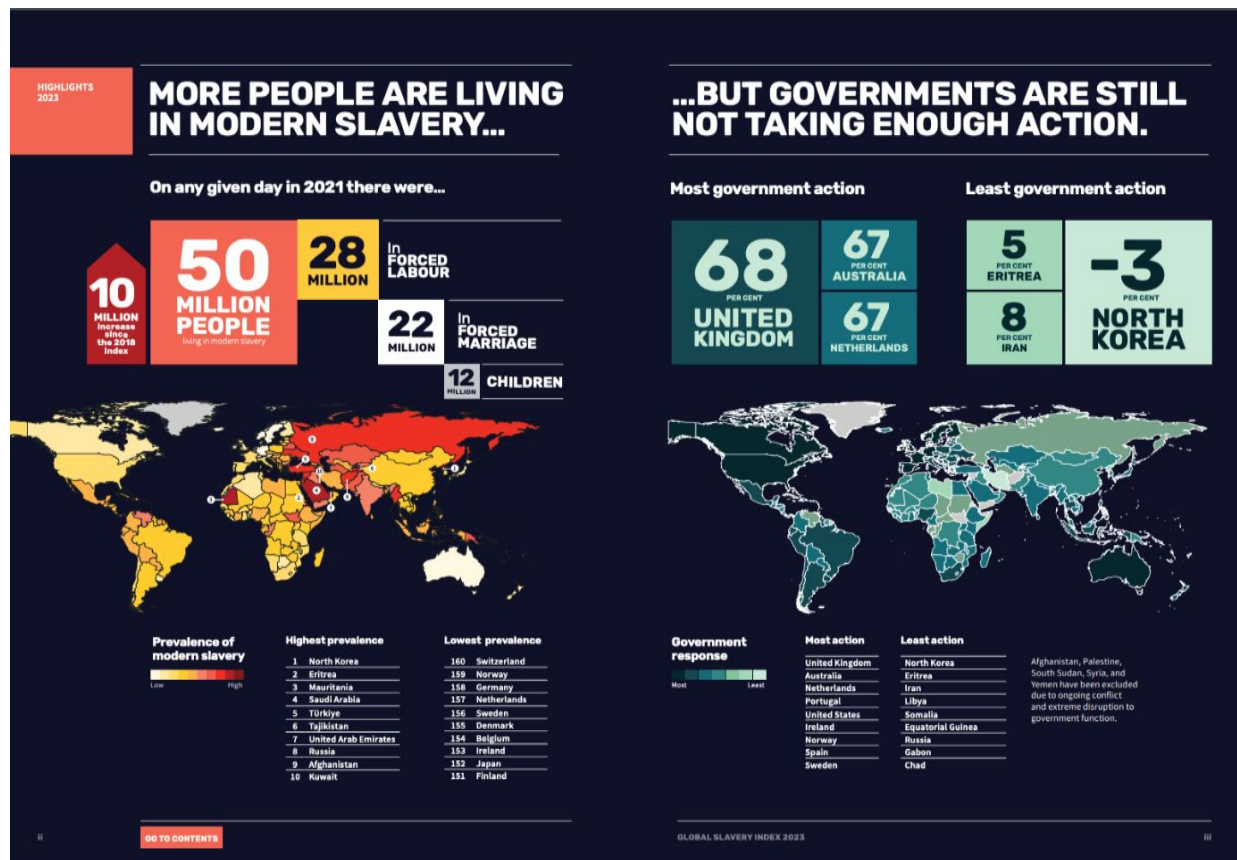 HIGHLIGHTS
2023
MORE PEOPLE ARE LIVING
IN MODERN SLAVERY...
On any given day in 2021 there were...
10
MILLION
increase
since
the 2018
Index
50
MILLION
PEOPLE
living in modern slavery
28
MILLION
In
FORCED
LABOUR
22
MILLION
In
FORCED
MARRIAGE
12
MILLION
CHILDREN
Prevalence of
modern slavery
Low High
Highest prevalence
1 North Korea
2 Eritrea
3 Mauritania
4 Saudi Arabia
5 Türkiye
6 Tajikistan
7 United Arab Emirates
8 Russia
9 Afghanistan
10 Kuwait
Lowest prevalence
160 Switzerland
159 Norway
158 Germany
157 Netherlands
156 Sweden
155 Denmark
154 Belgium
153 Ireland
152 Japan
151 Finland
ii
GO TO CONTENTS
...BUT GOVERNMENTS ARE STILL
NOT TAKING ENOUGH ACTION.
Most government action
68
PER CENT
UNITED
KINGDOM
67
PER CENT
AUSTRALIA
67
PER CENT
NETHERLANDS
Least government action
5
PER CENT
ERITREA
8
PER CENT
IRAN
-3
PER CENT
NORTH
KOREA
Government
response
Most Least
Most action
United Kingdom
Australia
Netherlands
Portugal
United States
Ireland
Norway
Spain
Sweden
Least action
North Korea
Eritrea
Iran
Libya
Somalia
Equatorial Guinea
Russia
Gabon
Chad
Afghanistan, Palestine,
South Sudan, Syria, and
Yemen have been excluded
due to ongoing conflict
and extreme disruption to
government function.
GLOBAL SLAVERY INDEX 2023
iii